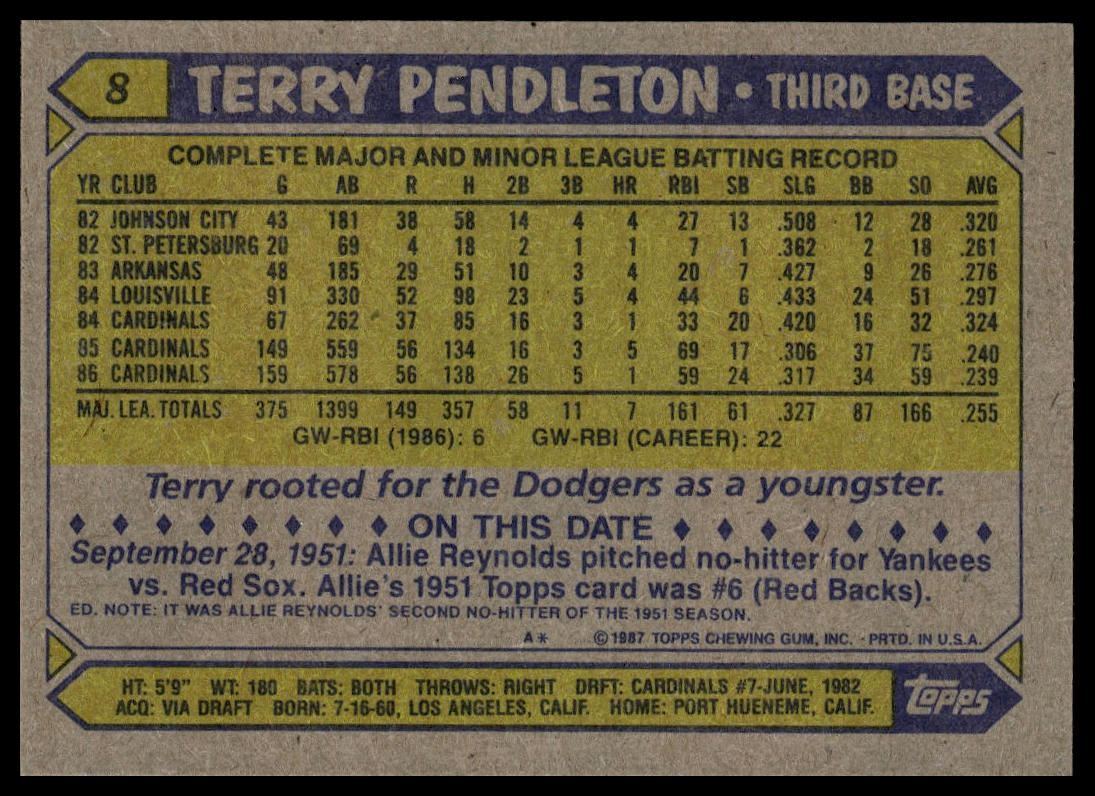 8 TERRY PENDLETON • THIRD BASE
COMPLETE MAJOR AND MINOR LEAGUE BATTING RECORD
YR CLUB G AB R H 2B 3B HR RBI SB SLG BB SO AVG
82 JOHNSON CITY 43 181 38 58 14 4 4 27 13 .508 12 28 .320
82 ST. PETERSBURG 20 69 4 18 2 1 1 7 1 .362 2 18 .261
83 ARKANSAS 48 185 29 51 10 3 4 20 7 .427 9 26 .276
84 LOUISVILLE 91 330 52 98 23 5 4 44 6 .433 24 51 .297
84 CARDINALS 67 262 37 85 16 3 1 33 20 .420 16 32 .324
85 CARDINALS 149 559 56 134 16 3 5 69 17 .306 37 75 .240
86 CARDINALS 159 578 56 138 26 5 1 59 24 .317 34 59 .239
MAJ. LEA. TOTALS 375 1399 149 357 58 11 7 161 61 .327 87 166 .255
GW-RBI (1986): 6 GW-RBI (CAREER): 22
Terry rooted for the Dodgers as a youngster.
♦ ♦ ♦ ♦ ♦ ♦ ♦ ♦ ON THIS DATE ♦ ♦ ♦ ♦ ♦ ♦ ♦ ♦
September 28, 1951: Allie Reynolds pitched no-hitter for Yankees
vs. Red Sox. Allie's 1951 Topps card was #6 (Red Backs).
ED. NOTE: IT WAS ALLIE REYNOLDS' SECOND NO-HITTER OF THE 1951 SEASON.
A* ©1987 TOPPS CHEWING GUM, INC. · PRTD. IN U.S.A.
HT: 5'9" WT: 180 BATS: BOTH THROWS: RIGHT DRFT: CARDINALS #7-JUNE, 1982
ACQ: VIA DRAFT BORN: 7-16-60, LOS ANGELES, CALIF. HOME: PORT HUENEME, CALIF.
topps